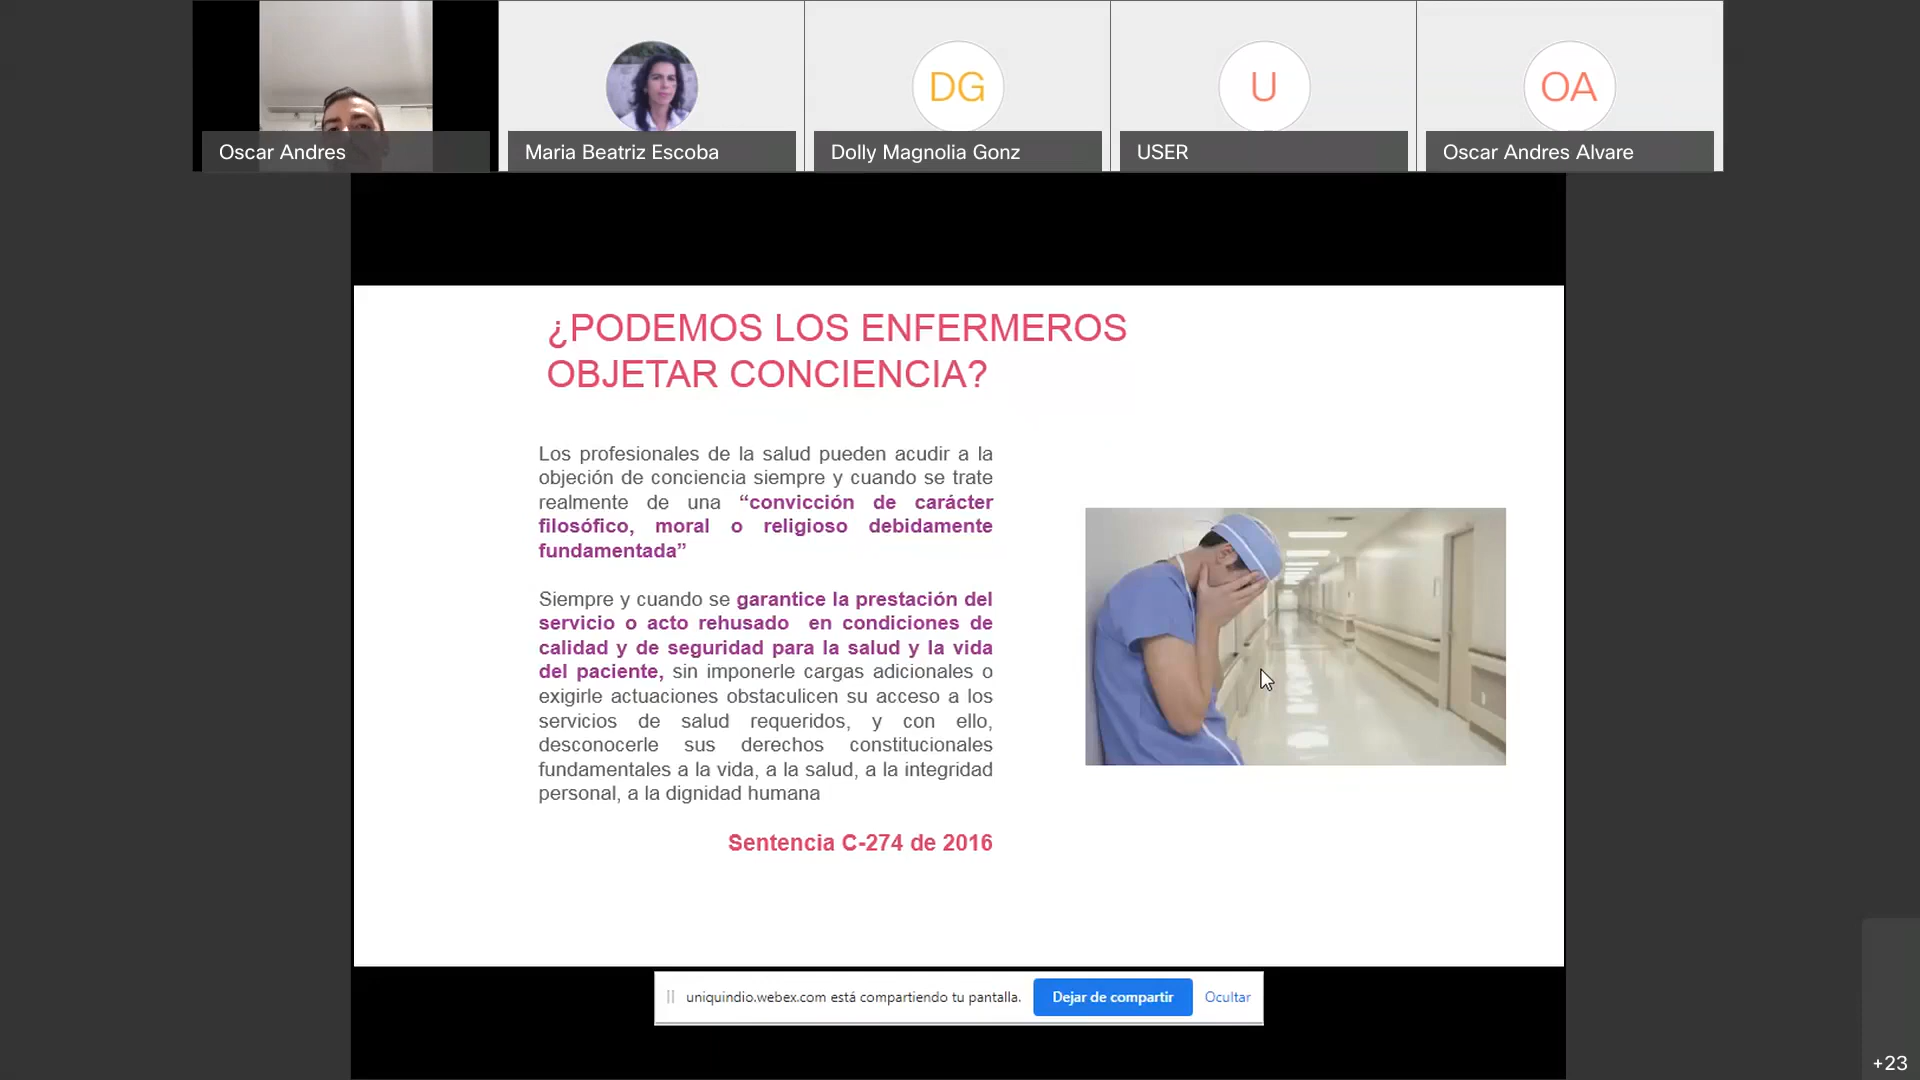 Oscar Andres
Maria Beatriz Escoba
DG
Dolly Magnolia Gonz
U
USER
OA
Oscar Andres Alvare
¿PODEMOS LOS ENFERMEROS
OBJETAR CONCIENCIA?
Los profesionales de la salud pueden acudir a la
objeción de conciencia siempre y cuando se trate
realmente de una “convicción de carácter
filosófico, moral o religioso debidamente
fundamentada”
Siempre y cuando se garantice la prestación del
servicio o acto rehusado en condiciones de
calidad y de seguridad para la salud y la vida
del paciente, sin imponerle cargas adicionales o
exigirle actuaciones obstaculicen su acceso a los
servicios de salud requeridos, y con ello,
desconocerle sus derechos constitucionales
fundamentales a la vida, a la salud, a la integridad
personal, a la dignidad humana
Sentencia C-274 de 2016
uniquindio.webex.com está compartiendo tu pantalla.
Dejar de compartir
Ocultar
+23